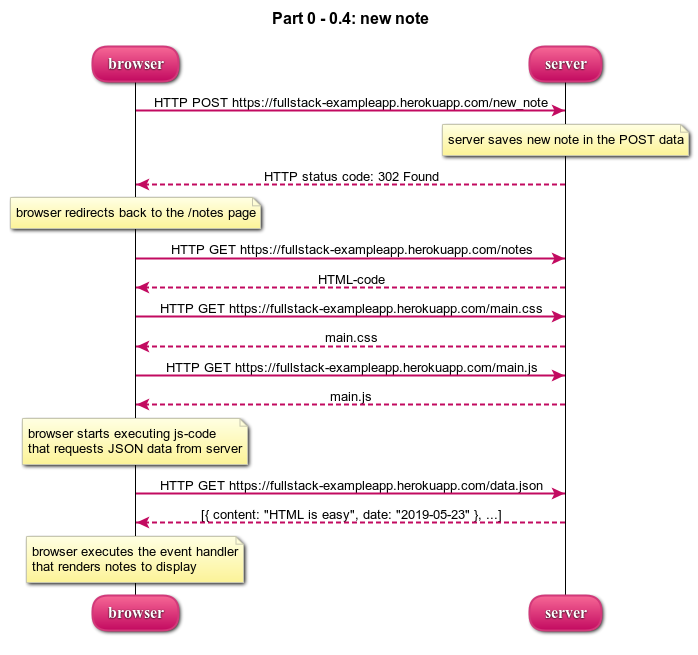 Part 0 - 0.4: new note
browser
server
HTTP POST https://fullstack-exampleapp.herokuapp.com/new_note
server saves new note in the POST data
HTTP status code: 302 Found
browser redirects back to the /notes page
HTTP GET https://fullstack-exampleapp.herokuapp.com/notes
HTML-code
HTTP GET https://fullstack-exampleapp.herokuapp.com/main.css
main.css
HTTP GET https://fullstack-exampleapp.herokuapp.com/main.js
main.js
browser starts executing js-code
that requests JSON data from server
HTTP GET https://fullstack-exampleapp.herokuapp.com/data.json
[{ content: "HTML is easy", date: "2019-05-23" }, ...]
browser executes the event handler
that renders notes to display
browser
server